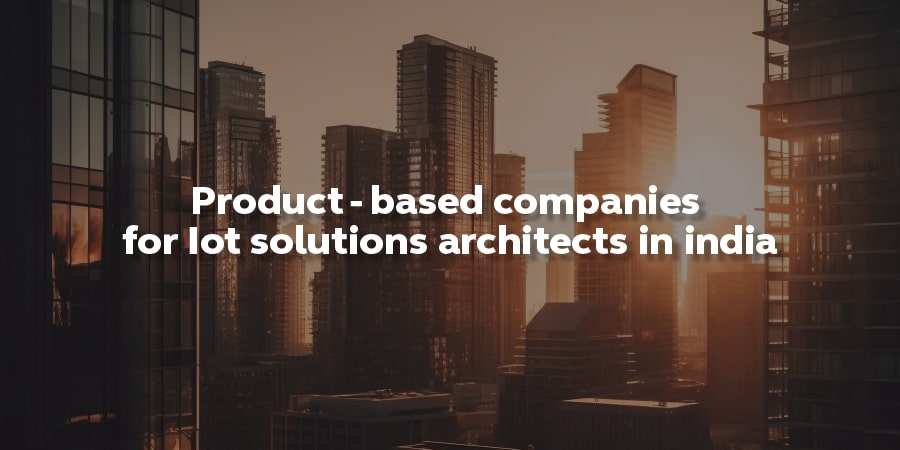 Product - based companies
for Iot solutions architects in india